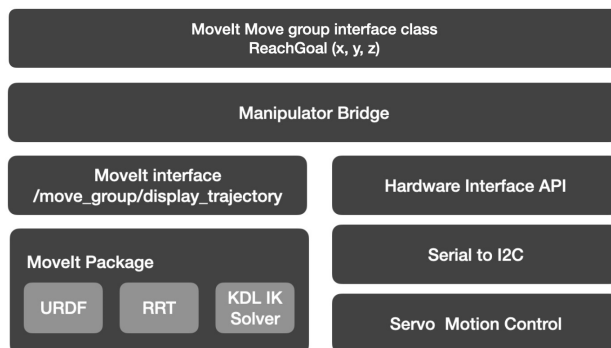 MoveIt Move group interface class
ReachGoal (x, y, z)
Manipulator Bridge
MoveIt interface
/move_group/display_trajectory
Hardware Interface API
MoveIt Package
URDF
RRT
KDL IK
Solver
Serial to I2C
Servo Motion Control